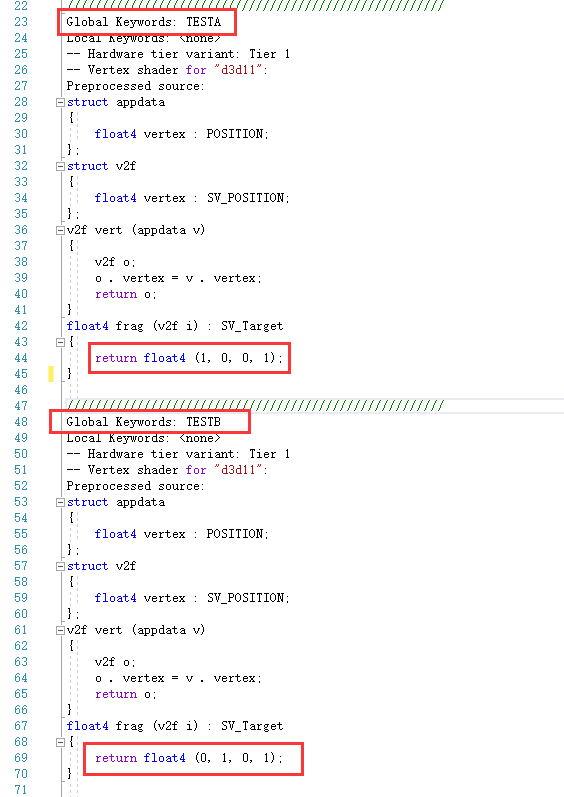 22 //////////////////////////////////////////////////////
23 Global Keywords: TESTA
24 Local Keywords: <none>
25 -- Hardware tier variant: Tier 1
26 -- Vertex shader for "d3d11":
27 Preprocessed source:
28 struct appdata
29 {
30 float4 vertex : POSITION;
31 };
32 struct v2f
33 {
34 float4 vertex : SV_POSITION;
35 };
36 v2f vert (appdata v)
37 {
38 v2f o;
39 o . vertex = v . vertex;
40 return o;
41 }
42 float4 frag (v2f i) : SV_Target
43 {
44 return float4 (1, 0, 0, 1);
45 }
46
47 //////////////////////////////////////////////////////
48 Global Keywords: TESTB
49 Local Keywords: <none>
50 -- Hardware tier variant: Tier 1
51 -- Vertex shader for "d3d11":
52 Preprocessed source:
53 struct appdata
54 {
55 float4 vertex : POSITION;
56 };
57 struct v2f
58 {
59 float4 vertex : SV_POSITION;
60 };
61 v2f vert (appdata v)
62 {
63 v2f o;
64 o . vertex = v . vertex;
65 return o;
66 }
67 float4 frag (v2f i) : SV_Target
68 {
69 return float4 (0, 1, 0, 1);
70 }
71